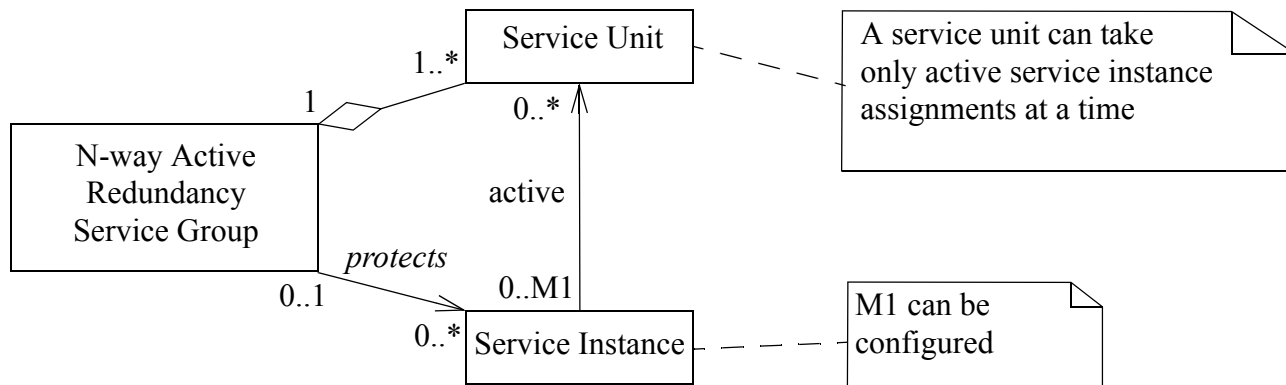 Service Unit
A service unit can take
only active service instance
assignments at a time
1..*
1
0..*
N-way Active
Redundancy
Service Group
active
protects
0..1
0..M1
0..*
Service Instance
M1 can be
configured